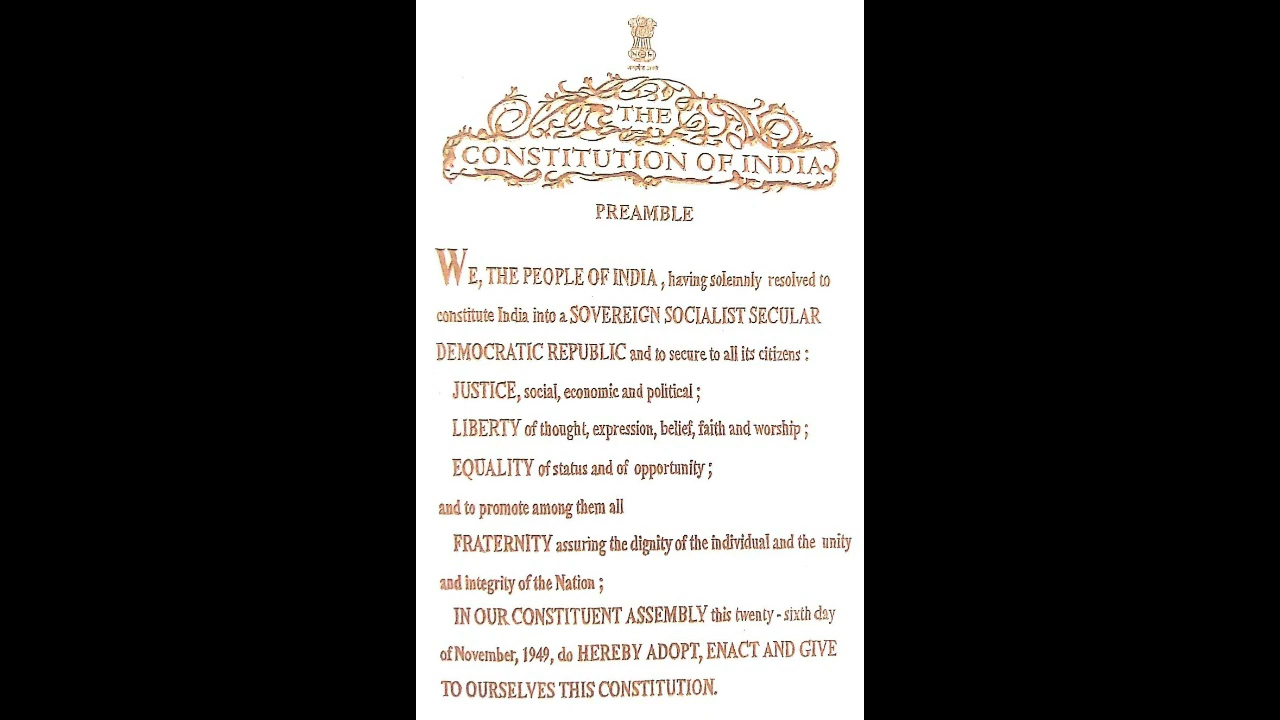 THE
CONSTITUTION OF INDIA
PREAMBLE
WE, THE PEOPLE OF INDIA , having solemnly resolved to
constitute India into a SOVEREIGN SOCIALIST SECULAR
DEMOCRATIC REPUBLIC and to secure to all its citizens :
JUSTICE, social, economic and political ;
LIBERTY of thought, expression, belief, faith and worship ;
EQUALITY of status and of opportunity ;
and to promote among them all
FRATERNITY assuring the dignity of the individual and the unity
and integrity of the Nation ;
IN OUR CONSTITUENT ASSEMBLY this twenty - sixth day
of November, 1949, do HEREBY ADOPT, ENACT AND GIVE
TO OURSELVES THIS CONSTITUTION.